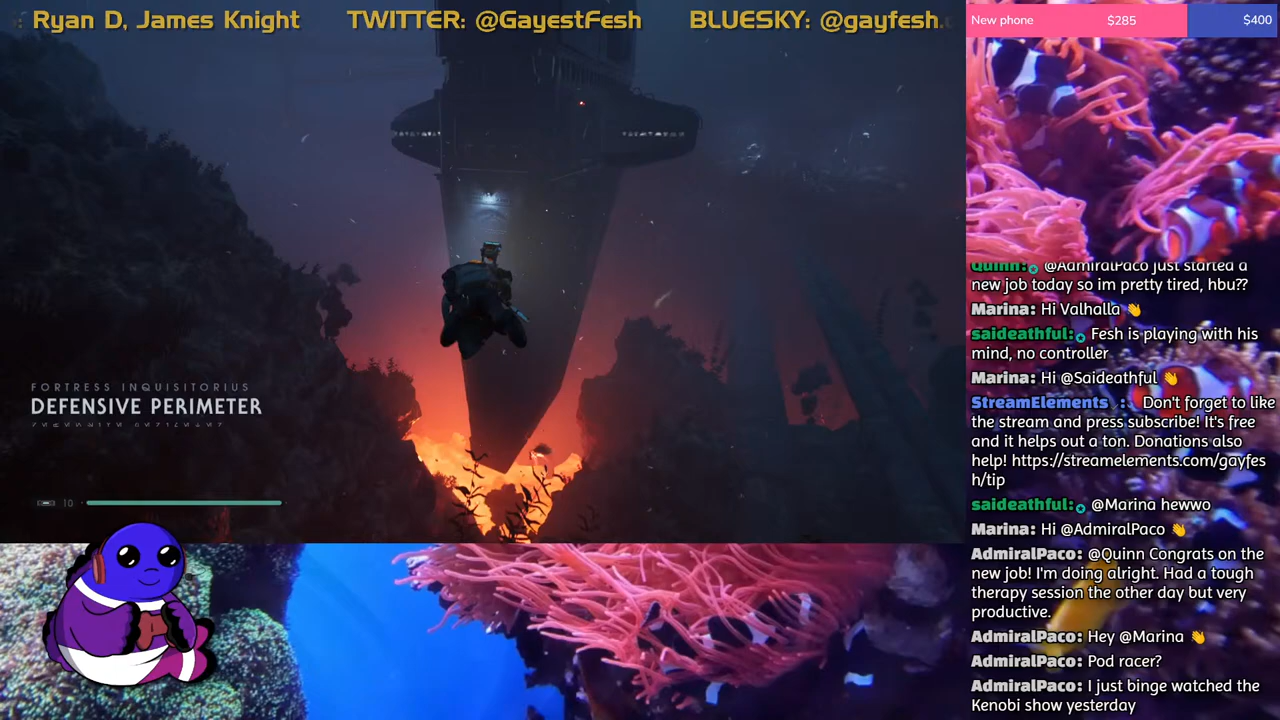 Ryan D, James Knight TWITTER: @GayestFesh BLUESKY: @gayfesh.
New phone $285 $400
FORTRESS INQUISITORIUS
DEFENSIVE PERIMETER
10
Quinn: @AdmiralPaco just started a
new job today so im pretty tired, hbu??
Marina: Hi Valhalla 👋
saideathful: Fesh is playing with his
mind, no controller
Marina: Hi @Saideathful 👋
StreamElements : Don't forget to like
the stream and press subscribe! It's free
and it helps out a ton. Donations also
help! https://streamelements.com/gayfes
h/tip
saideathful: @Marina hewwo
Marina: Hi @AdmiralPaco 👋
AdmiralPaco: @Quinn Congrats on the
new job! I'm doing alright. Had a tough
therapy session the other day but very
productive.
AdmiralPaco: Hey @Marina 👋
AdmiralPaco: Pod racer?
AdmiralPaco: I just binge watched the
Kenobi show yesterday